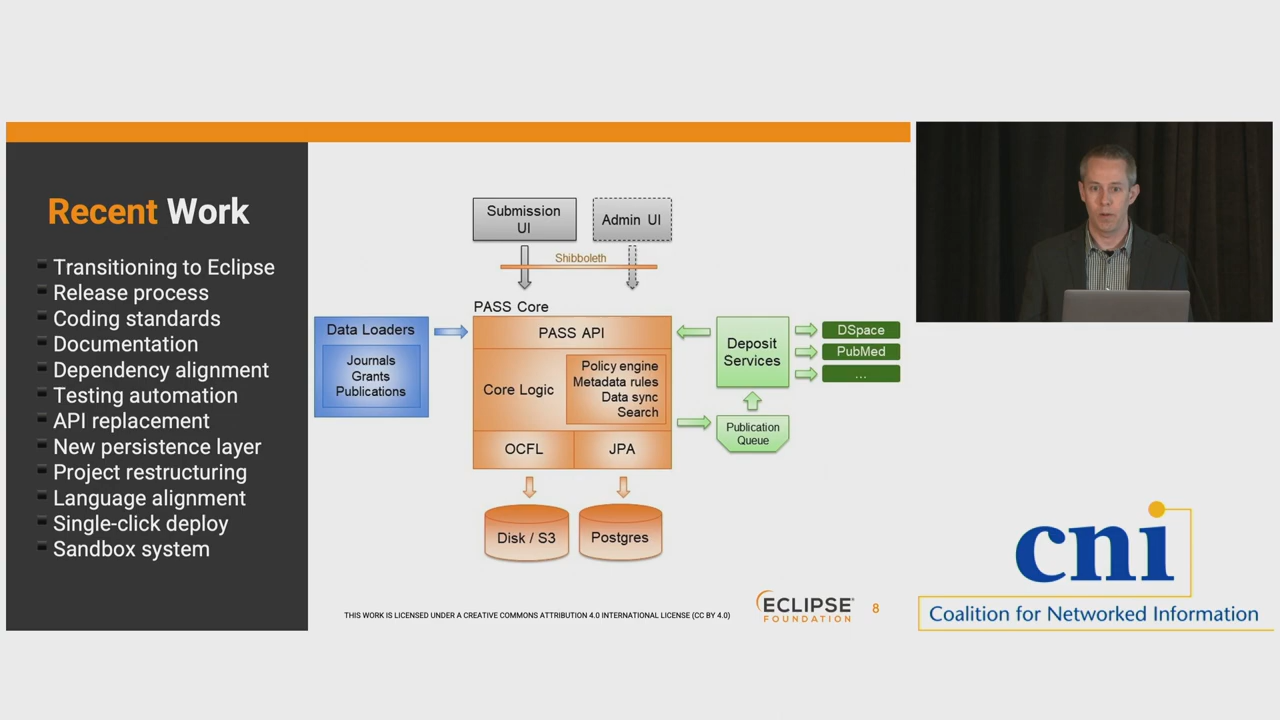 Recent Work
Transitioning to Eclipse
Release process
Coding standards
Documentation
Dependency alignment
Testing automation
API replacement
New persistence layer
Project restructuring
Language alignment
Single-click deploy
Sandbox system
Submission
UI
Admin UI
Shibboleth
PASS Core
Data Loaders
Journals
Grants
Publications
PASS API
Core Logic
Policy engine
Metadata rules
Data sync
Search
OCFL
JPA
Disk / S3
Postgres
Deposit
Services
Publication
Queue
DSpace
PubMed
...
THIS WORK IS LICENSED UNDER A CREATIVE COMMONS ATTRIBUTION 4.0 INTERNATIONAL LICENSE (CC BY 4.0)
ECLIPSE
FOUNDATION
8
cni
Coalition for Networked Information